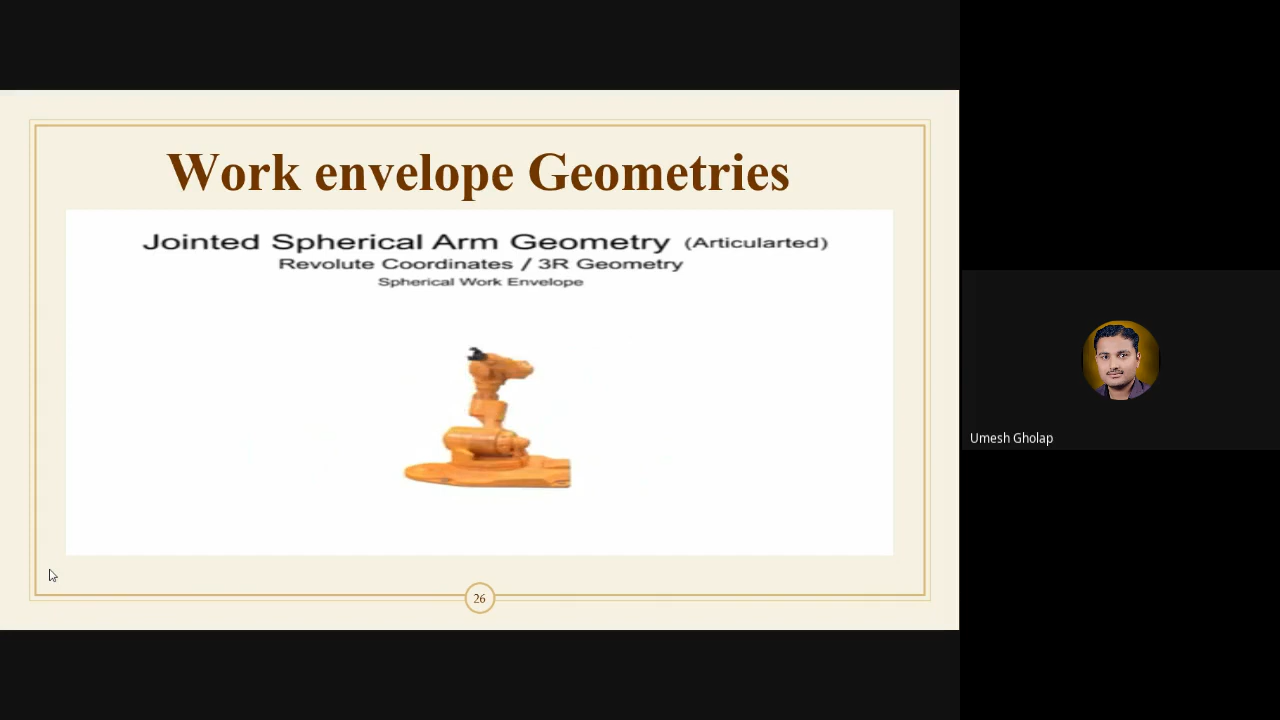 Work envelope Geometries
Jointed Spherical Arm Geometry (Articularted)
Revolute Coordinates / 3R Geometry
Spherical Work Envelope
26
Umesh Gholap